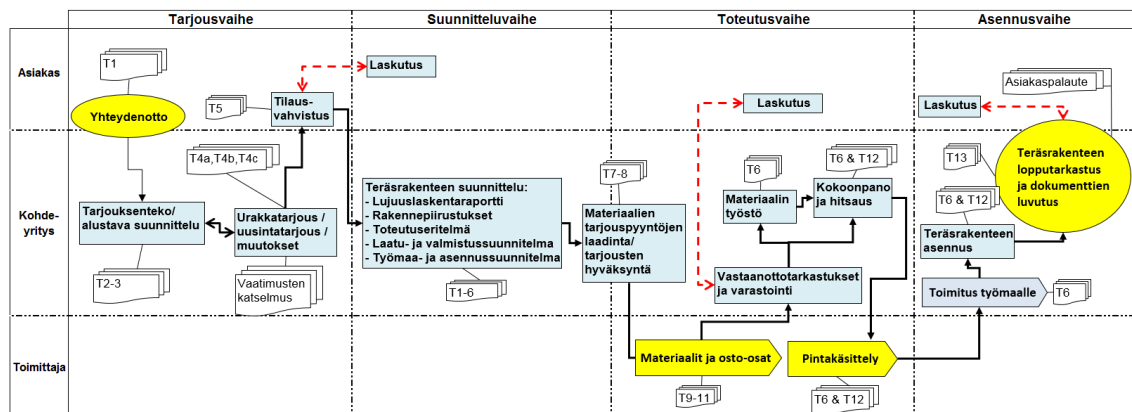 Tarjousvaihe
Suunnitteluvaihe
Toteutusvaihe
Asennusvaihe
Asiakas
T1
Yhteydenotto
T5
Tilaus-
vahvistus
Laskutus
Laskutus
Laskutus
Asiakaspalaute
Kohde-
yritys
T4a,T4b,T4c
Tarjouksenteko/
alustava suunnittelu
T2-3
Urakkatarjous /
uusintatarjous /
muutokset
Vaatimusten
katselmus
Teräsrakenteen suunnittelu:
- Lujuuslaskentaraportti
- Rakennepiirustukset
- Toteutuseritelmä
- Laatu- ja valmistussuunnitelma
- Työmaa- ja asennussuunnitelma
T1-6
T7-8
Materiaalien
tarjouspyyntöjen
laadinta/
tarjousten
hyväksyntä
T6
Materiaalin
työstö
T6 & T12
Kokoonpano
ja hitsaus
Vastaanottotarkastukset
ja varastointi
T13
T6 & T12
Teräsrakenteen
asennus
Teräsrakenteen
lopputarkastus
ja dokumenttien
luvutus
Toimitus työmaalle
T6
Toimittaja
Materiaalit ja osto-osat
T9-11
Pintakäsittely
T6 & T12